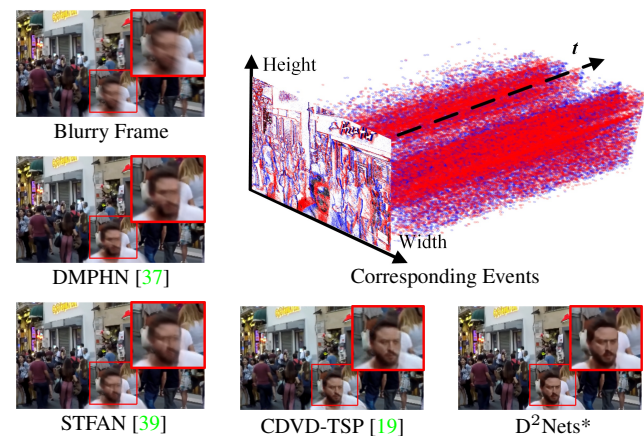 Blurry Frame
Height
t
Width
Corresponding Events
DMPHN [37]
STFAN [39]
CDVD-TSP [19]
D²Nets*